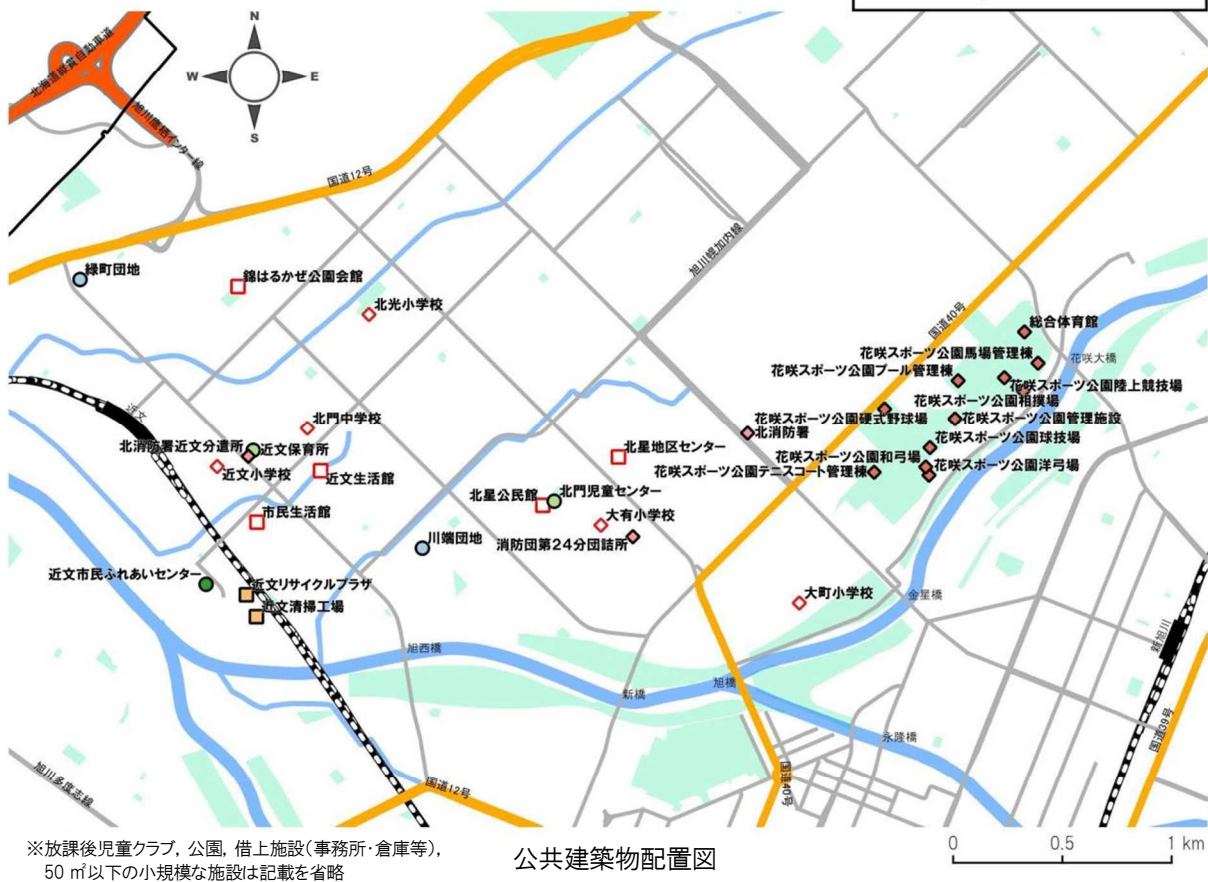 N
W
E
S
北海道縦貫自動車道
旭川鷹栖インター線
国道12号
旭川幌加内線
国道40号
緑町団地
錦はるかぜ公園会館
北光小学校
総合体育館
花咲大橋
花咲スポーツ公園馬場管理棟
花咲スポーツ公園プール管理棟
花咲スポーツ公園陸上競技場
花咲スポーツ公園相撲場
花咲スポーツ公園硬式野球場
花咲スポーツ公園管理施設
近文
北門中学校
北消防署
花咲スポーツ公園球技場
北消防署近文分遣所
近文保育所
北星地区センター
花咲スポーツ公園和弓場
花咲スポーツ公園洋弓場
近文小学校
近文生活館
花咲スポーツ公園テニスコート管理棟
北星公民館
北門児童センター
市民生活館
大有小学校
川端団地
消防団第24分団詰所
近文市民ふれあいセンター
近文リサイクルプラザ
近文清掃工場
大町小学校
金星橋
新旭川
旭西橋
新橋
旭橋
永隆橋
国道39号
旭川多度志線
国道12号
国道40号
※放課後児童クラブ, 公園, 借上施設(事務所・倉庫等),
50 ㎡以下の小規模な施設は記載を省略
公共建築物配置図
0 0.5 1 km